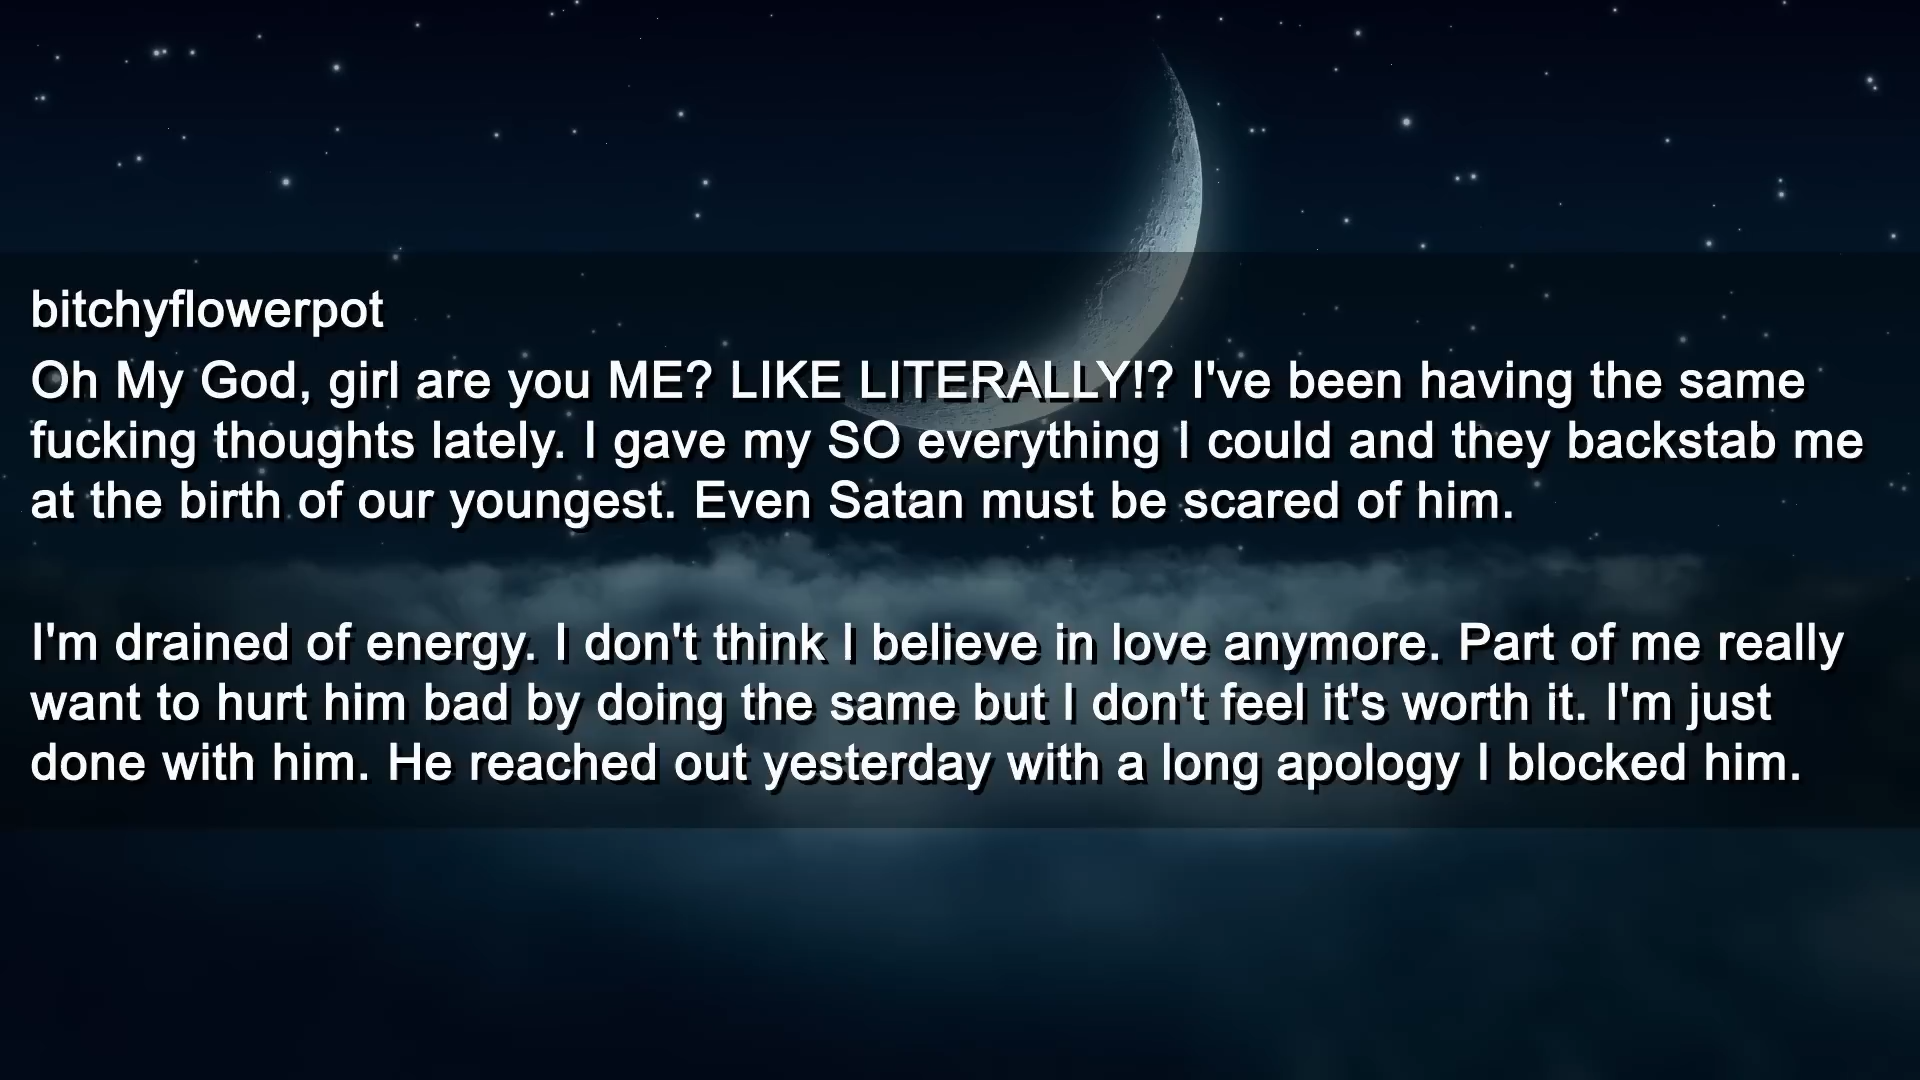 bitchyflowerpot
Oh My God, girl are you ME? LIKE LITERALLY!? I've been having the same
fucking thoughts lately. I gave my SO everything I could and they backstab me
at the birth of our youngest. Even Satan must be scared of him.
I'm drained of energy. I don't think I believe in love anymore. Part of me really
want to hurt him bad by doing the same but I don't feel it's worth it. I'm just
done with him. He reached out yesterday with a long apology I blocked him.